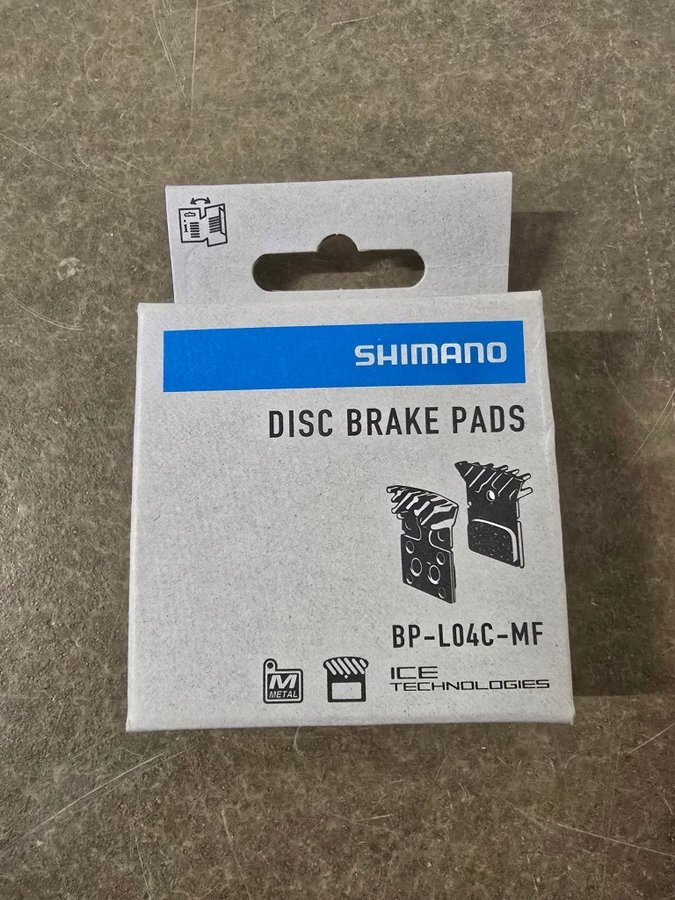 SHIMANO
DISC BRAKE PADS
BP-L04C-MF
M
METAL
ICE
TECHNOLOGIES